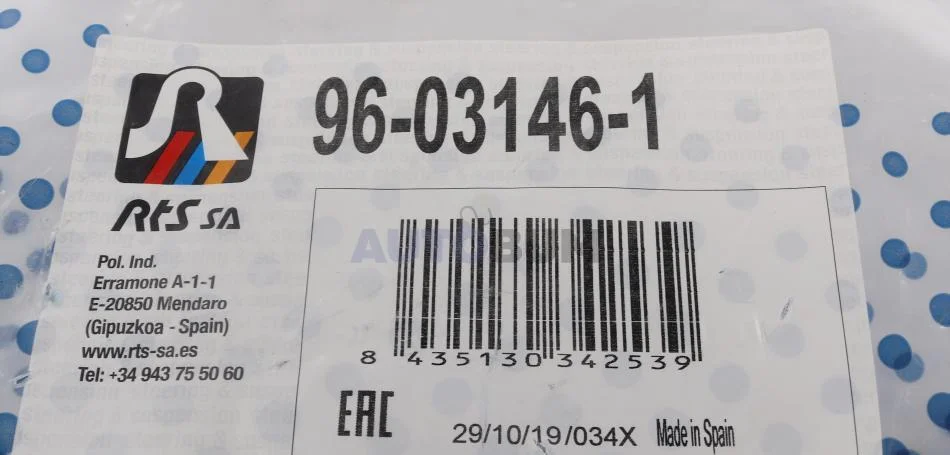 96-03146-1
RTS SA
Pol. Ind.
Erramone A-1-1
E-20850 Mendaro
(Gipuzkoa - Spain)
www.rts-sa.es
Tel: +34 943 75 50 60
8 435130 342539
EAC
29/10/19/034X Made in Spain